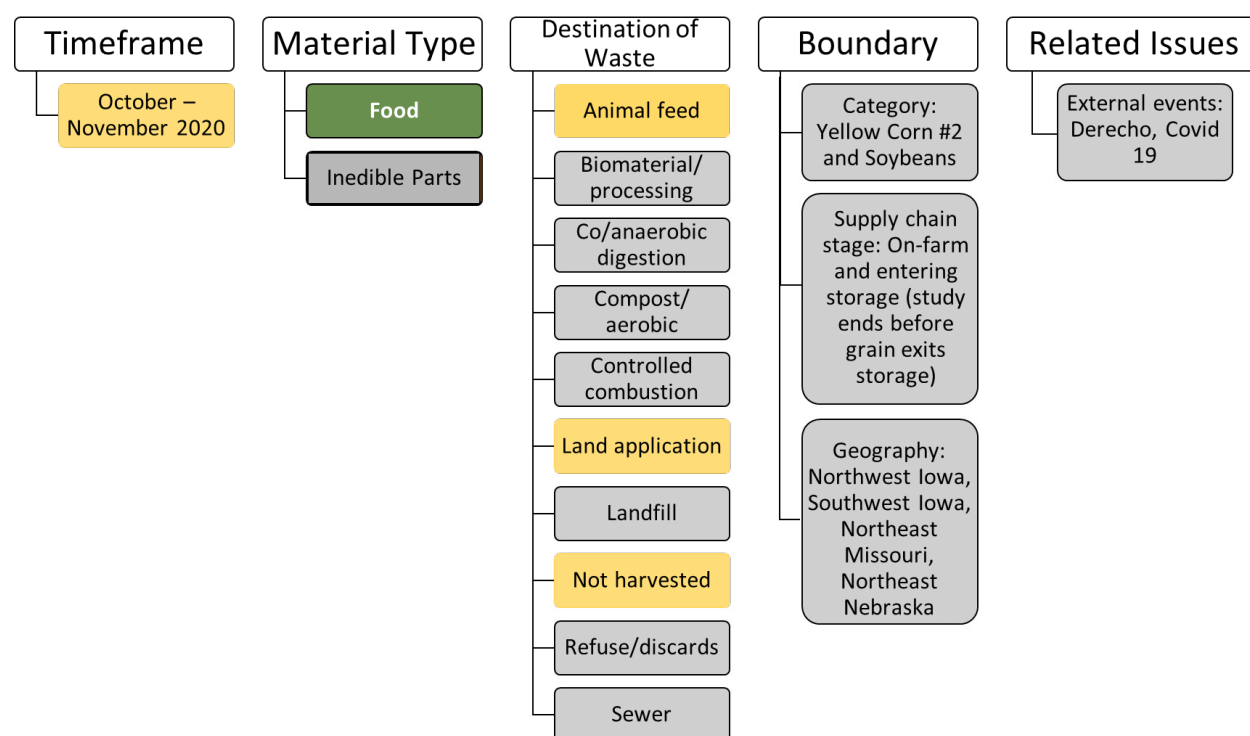 Timeframe
October –
November 2020
Material Type
Food
Inedible Parts
Destination of
Waste
Animal feed
Biomaterial/
processing
Co/anaerobic
digestion
Compost/
aerobic
Controlled
combustion
Land application
Landfill
Not harvested
Refuse/discards
Sewer
Boundary
Category:
Yellow Corn #2
and Soybeans
Supply chain
stage: On-farm
and entering
storage (study
ends before
grain exits
storage)
Geography:
Northwest Iowa,
Southwest Iowa,
Northeast
Missouri,
Northeast
Nebraska
Related Issues
External events:
Derecho, Covid
19